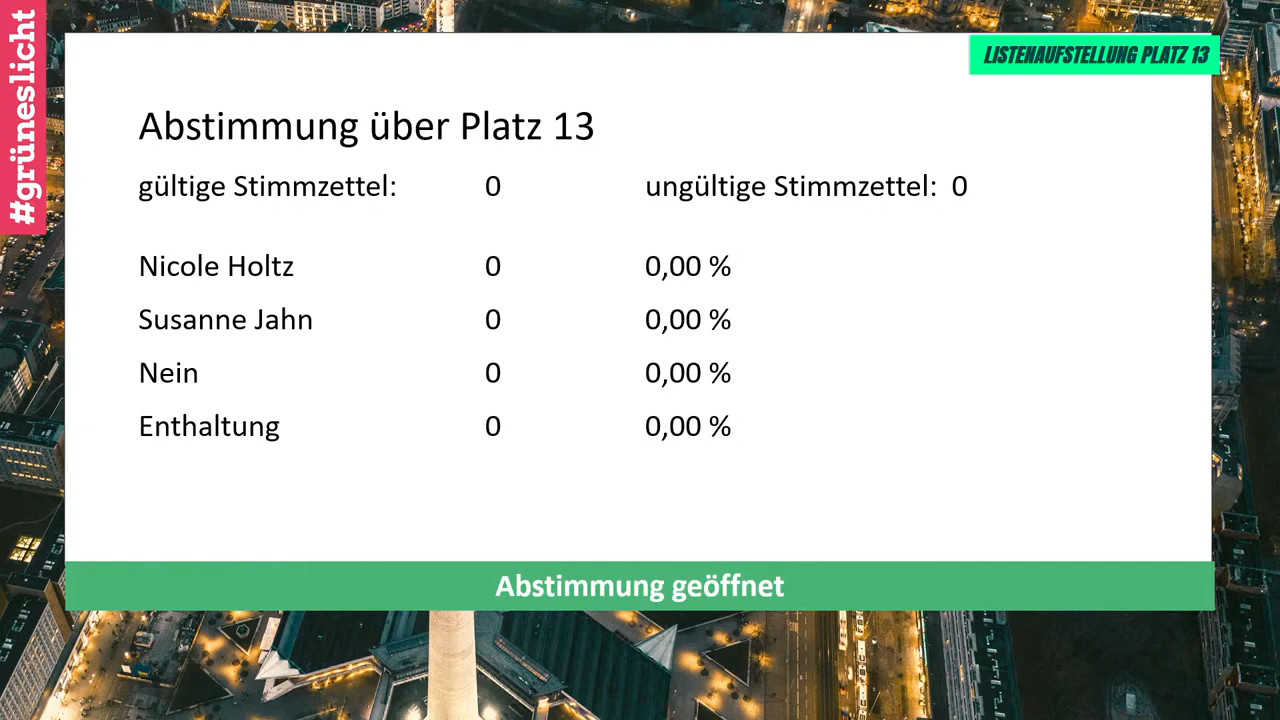 #grüneslicht
LISTENAUFSTELLUNG PLATZ 13
Abstimmung über Platz 13
gültige Stimmzettel: 0 ungültige Stimmzettel: 0
Nicole Holtz 0 0,00 %
Susanne Jahn 0 0,00 %
Nein 0 0,00 %
Enthaltung 0 0,00 %
Abstimmung geöffnet